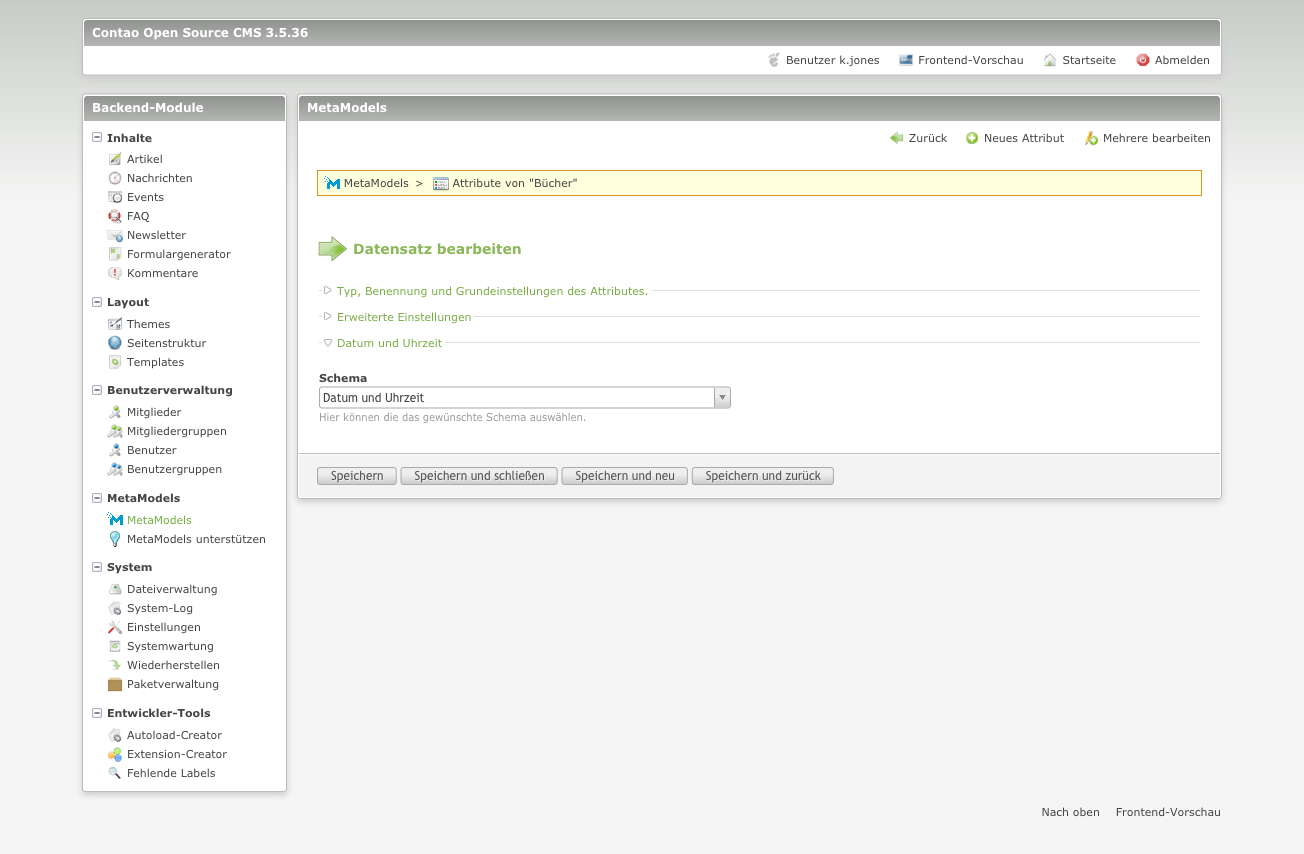 Contao Open Source CMS 3.5.36
Benutzer k.jones Frontend-Vorschau Startseite Abmelden
Backend-Module
Inhalte
Artikel
Nachrichten
Events
FAQ
Newsletter
Formulargenerator
Kommentare
Layout
Themes
Seitenstruktur
Templates
Benutzerverwaltung
Mitglieder
Mitgliedergruppen
Benutzer
Benutzergruppen
MetaModels
MetaModels
MetaModels unterstützen
System
Dateiverwaltung
System-Log
Einstellungen
Systemwartung
Wiederherstellen
Paketverwaltung
Entwickler-Tools
Autoload-Creator
Extension-Creator
Fehlende Labels
MetaModels
Zurück Neues Attribut Mehrere bearbeiten
MetaModels > Attribute von "Bücher"
Datensatz bearbeiten
Typ, Benennung und Grundeinstellungen des Attributes.
Erweiterte Einstellungen
Datum und Uhrzeit
Schema
Datum und Uhrzeit
Hier können die das gewünschte Schema auswählen.
Speichern Speichern und schließen Speichern und neu Speichern und zurück
Nach oben Frontend-Vorschau